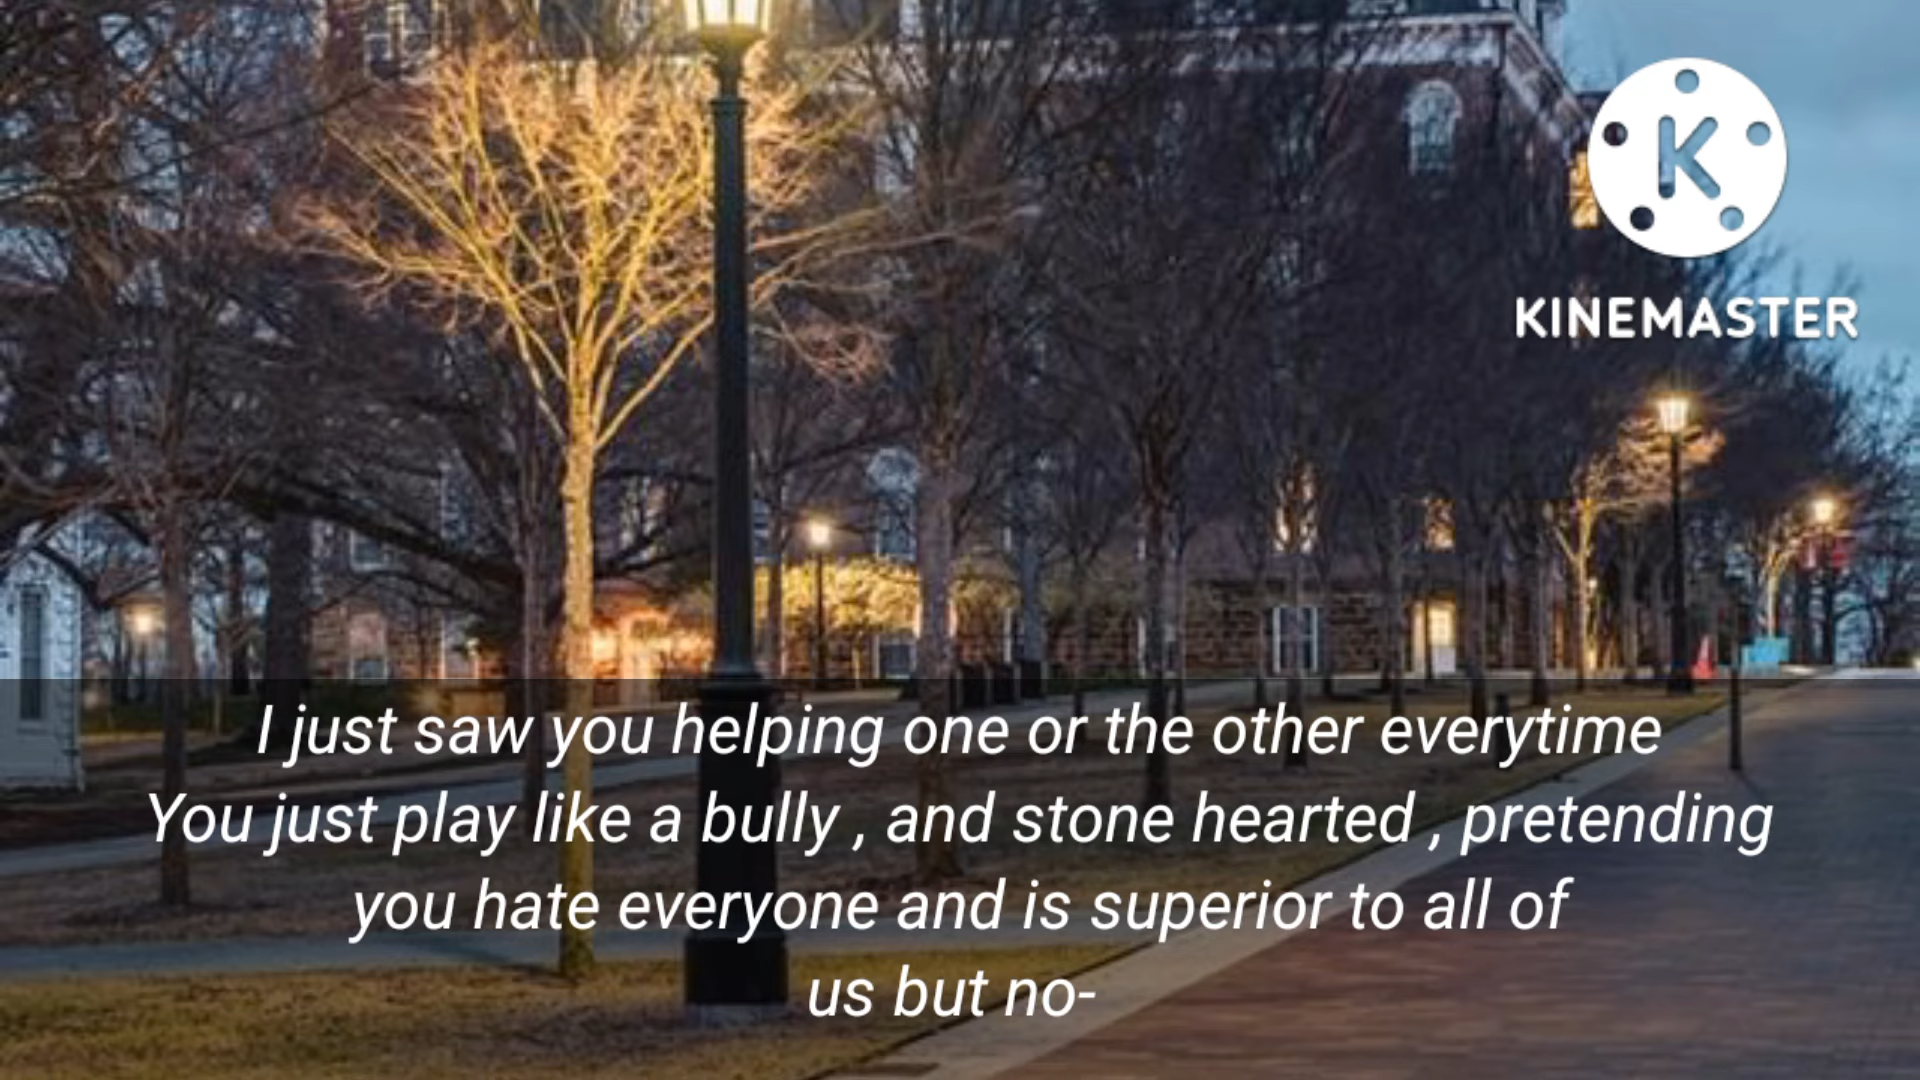 K
KINEMASTER
I just saw you helping one or the other everytime
You just play like a bully , and stone hearted , pretending
you hate everyone and is superior to all of
us but no-